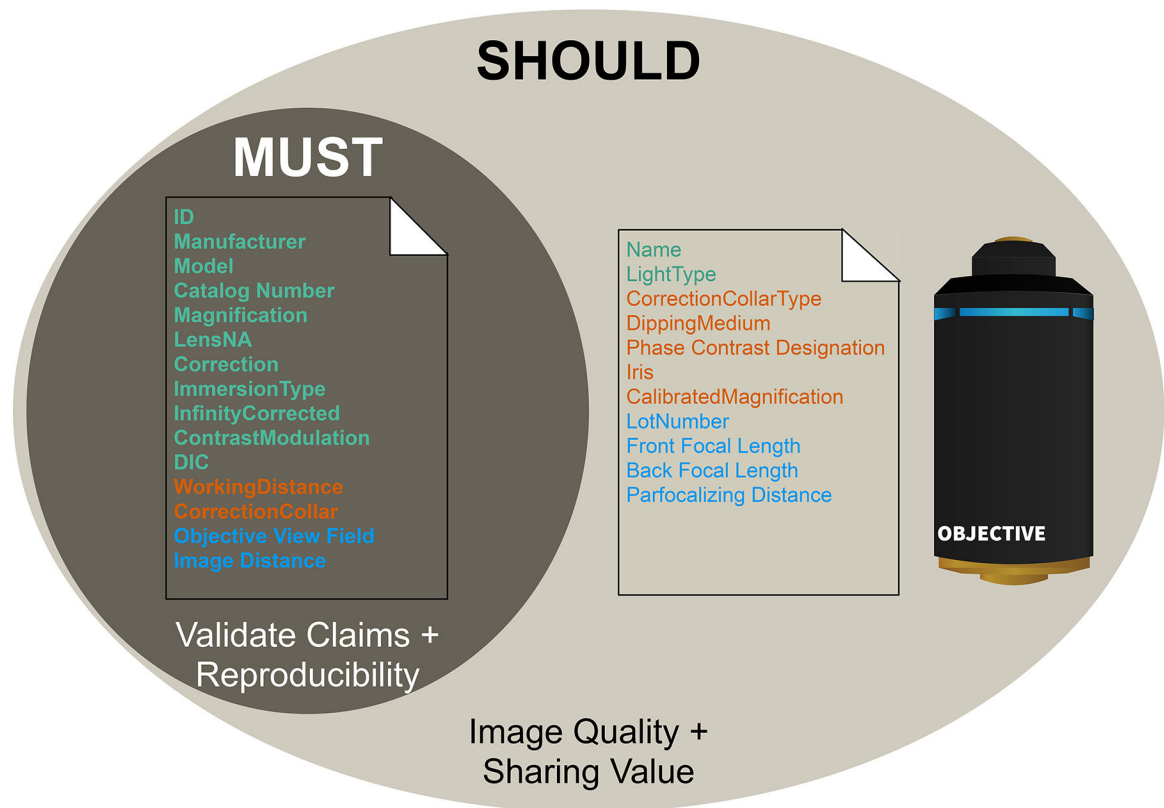 SHOULD
MUST
ID
Manufacturer
Model
Catalog Number
Magnification
LensNA
Correction
ImmersionType
InfinityCorrected
ContrastModulation
DIC
WorkingDistance
CorrectionCollar
Objective View Field
Image Distance
Validate Claims +
Reproducibility
Name
LightType
CorrectionCollarType
DippingMedium
Phase Contrast Designation
Iris
CalibratedMagnification
LotNumber
Front Focal Length
Back Focal Length
Parfocalizing Distance
OBJECTIVE
Image Quality +
Sharing Value